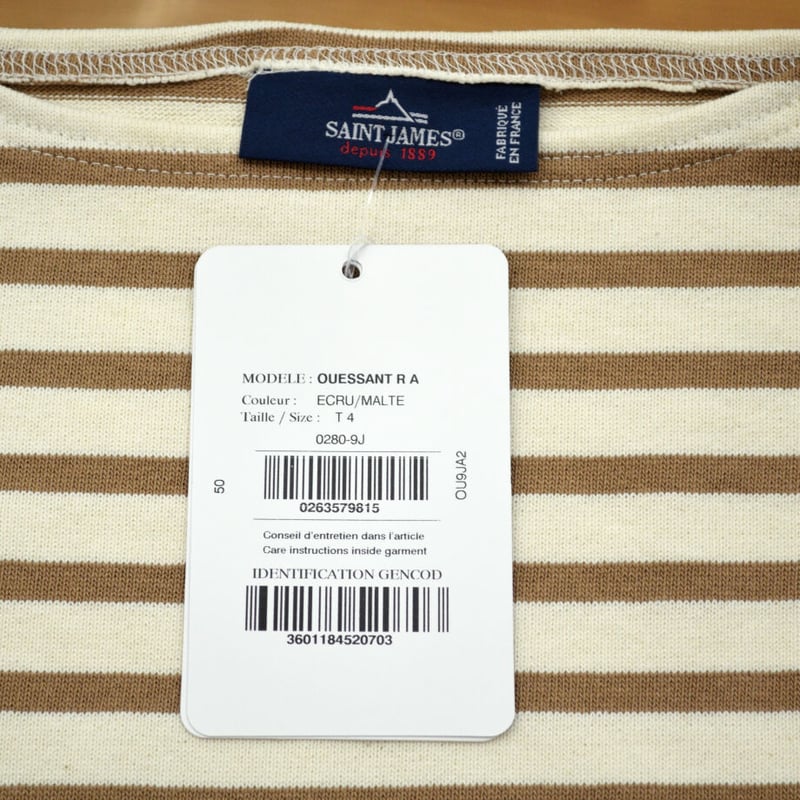 SAINT JAMES®
depuis 1889
FABRIQUÉ
EN FRANCE
MODELE : OUESSANT R A
Couleur : ECRU/MALTE
Taille / Size : T 4
0280-9J
50
OU9JA2
0263579815
Conseil d'entretien dans l'article
Care instructions inside garment
IDENTIFICATION GENCOD
3601184520703